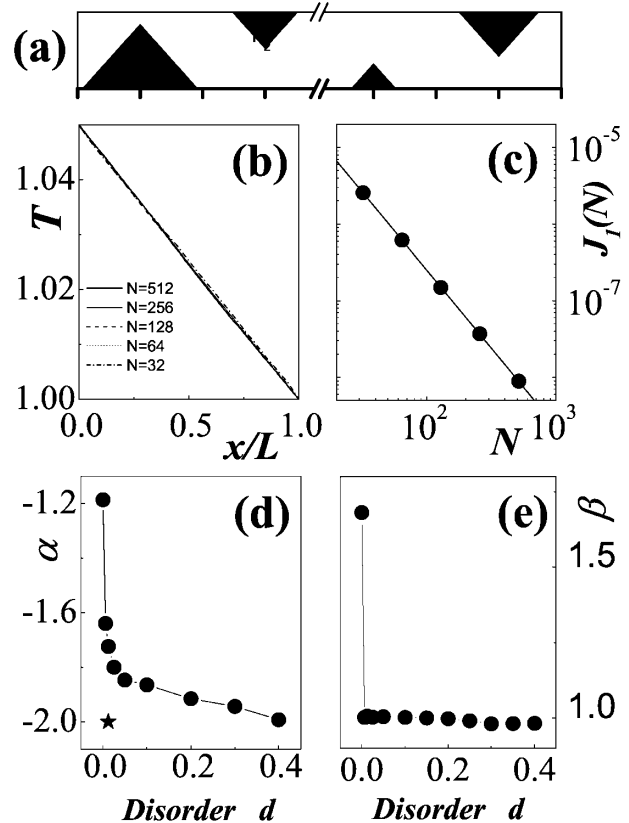 (a)
2
(b)
(c)
T
1.04
1.02
1.00
N=512
N=256
N=128
N=64
N=32
0.0
0.5
1.0
x/L
10^-5
10^-7
J_1(N)
10^2
10^3
N
(d)
(e)
α
-1.2
-1.6
-2.0
0.0
0.2
0.4
Disorder d
β
1.5
1.0
0.0
0.2
0.4
Disorder d